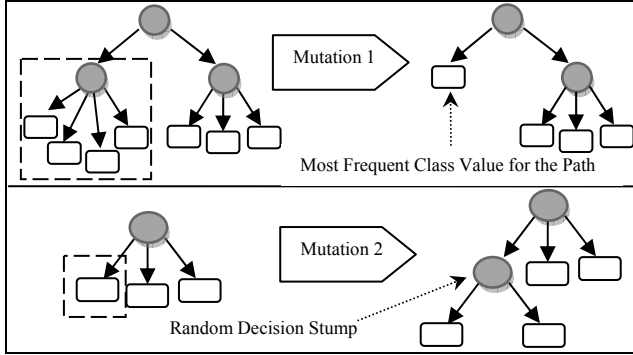 Mutation 1
Most Frequent Class Value for the Path
Mutation 2
Random Decision Stump